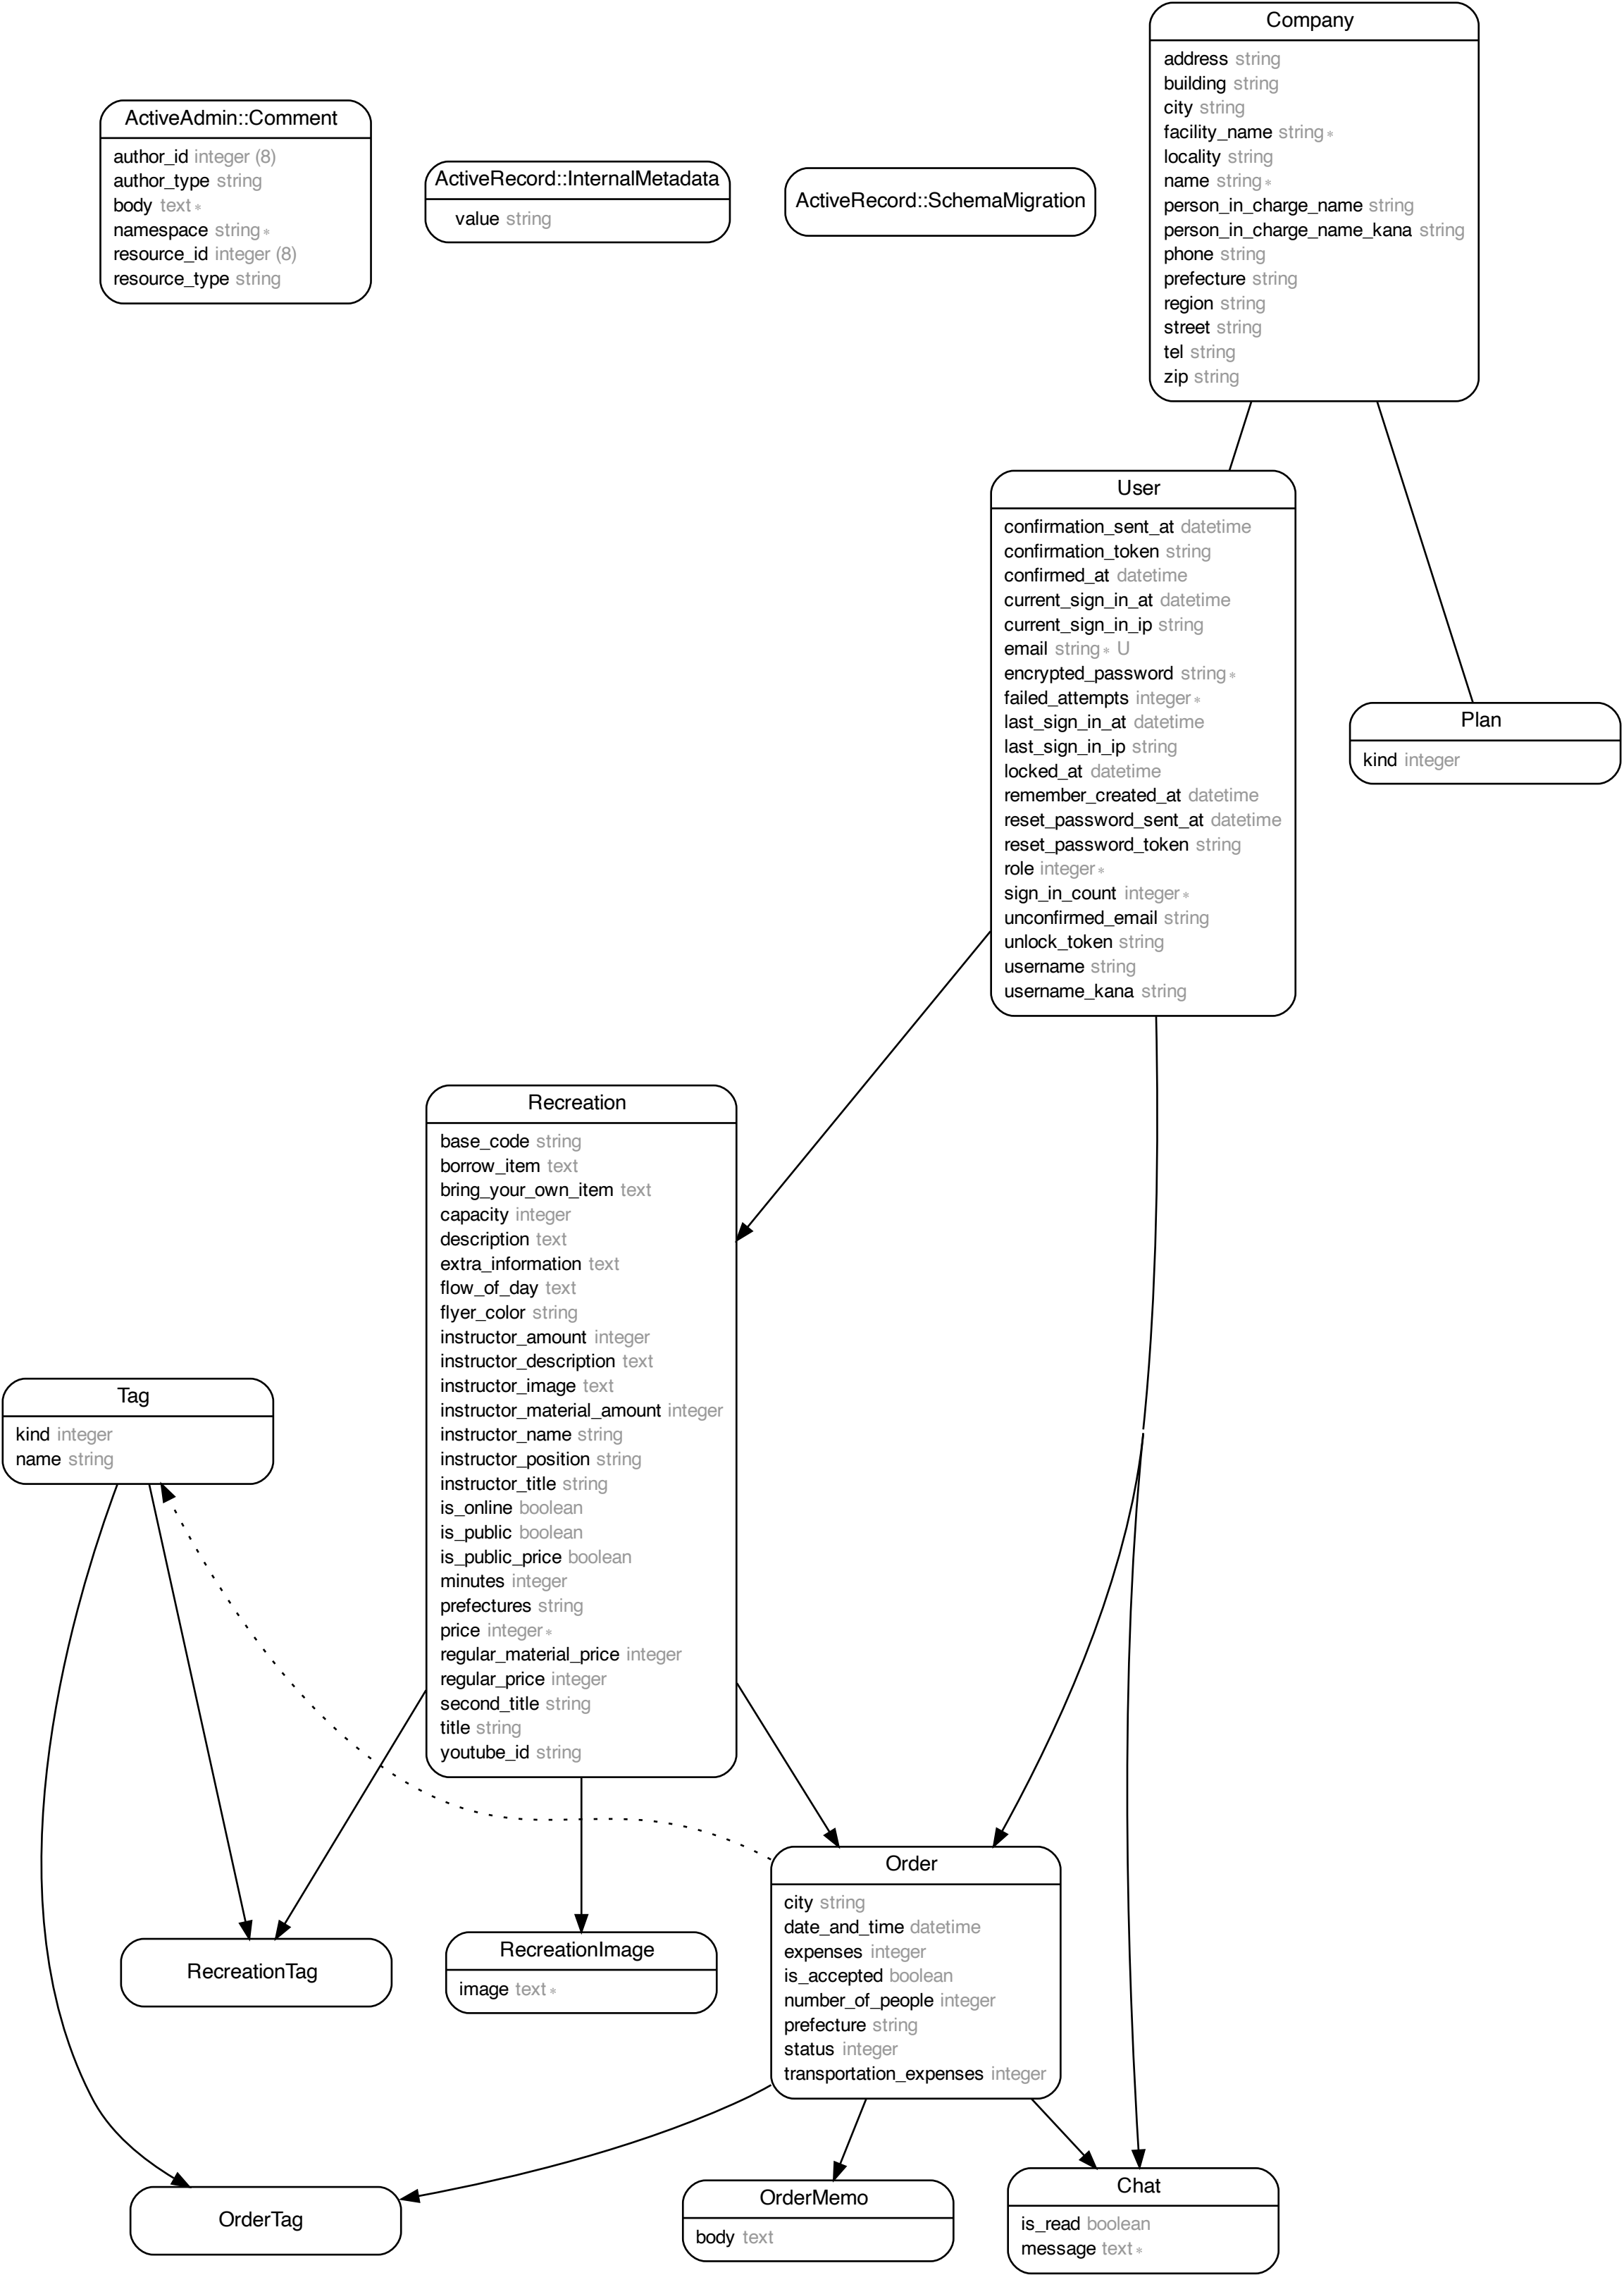 Company
address string
building string
city string
facility_name string∗
locality string
name string∗
person_in_charge_name string
person_in_charge_name_kana string
phone string
prefecture string
region string
street string
tel string
zip string
ActiveAdmin::Comment
author_id integer (8)
author_type string
body text∗
namespace string∗
resource_id integer (8)
resource_type string
ActiveRecord::InternalMetadata
value string
ActiveRecord::SchemaMigration
User
confirmation_sent_at datetime
confirmation_token string
confirmed_at datetime
current_sign_in_at datetime
current_sign_in_ip string
email string∗ U
encrypted_password string∗
failed_attempts integer∗
last_sign_in_at datetime
last_sign_in_ip string
locked_at datetime
remember_created_at datetime
reset_password_sent_at datetime
reset_password_token string
role integer∗
sign_in_count integer∗
unconfirmed_email string
unlock_token string
username string
username_kana string
Plan
kind integer
Recreation
base_code string
borrow_item text
bring_your_own_item text
capacity integer
description text
extra_information text
flow_of_day text
flyer_color string
instructor_amount integer
instructor_description text
instructor_image text
instructor_material_amount integer
instructor_name string
instructor_position string
instructor_title string
is_online boolean
is_public boolean
is_public_price boolean
minutes integer
prefectures string
price integer∗
regular_material_price integer
regular_price integer
second_title string
title string
youtube_id string
Tag
kind integer
name string
Order
city string
date_and_time datetime
expenses integer
is_accepted boolean
number_of_people integer
prefecture string
status integer
transportation_expenses integer
RecreationTag
RecreationImage
image text∗
OrderTag
OrderMemo
body text
Chat
is_read boolean
message text∗